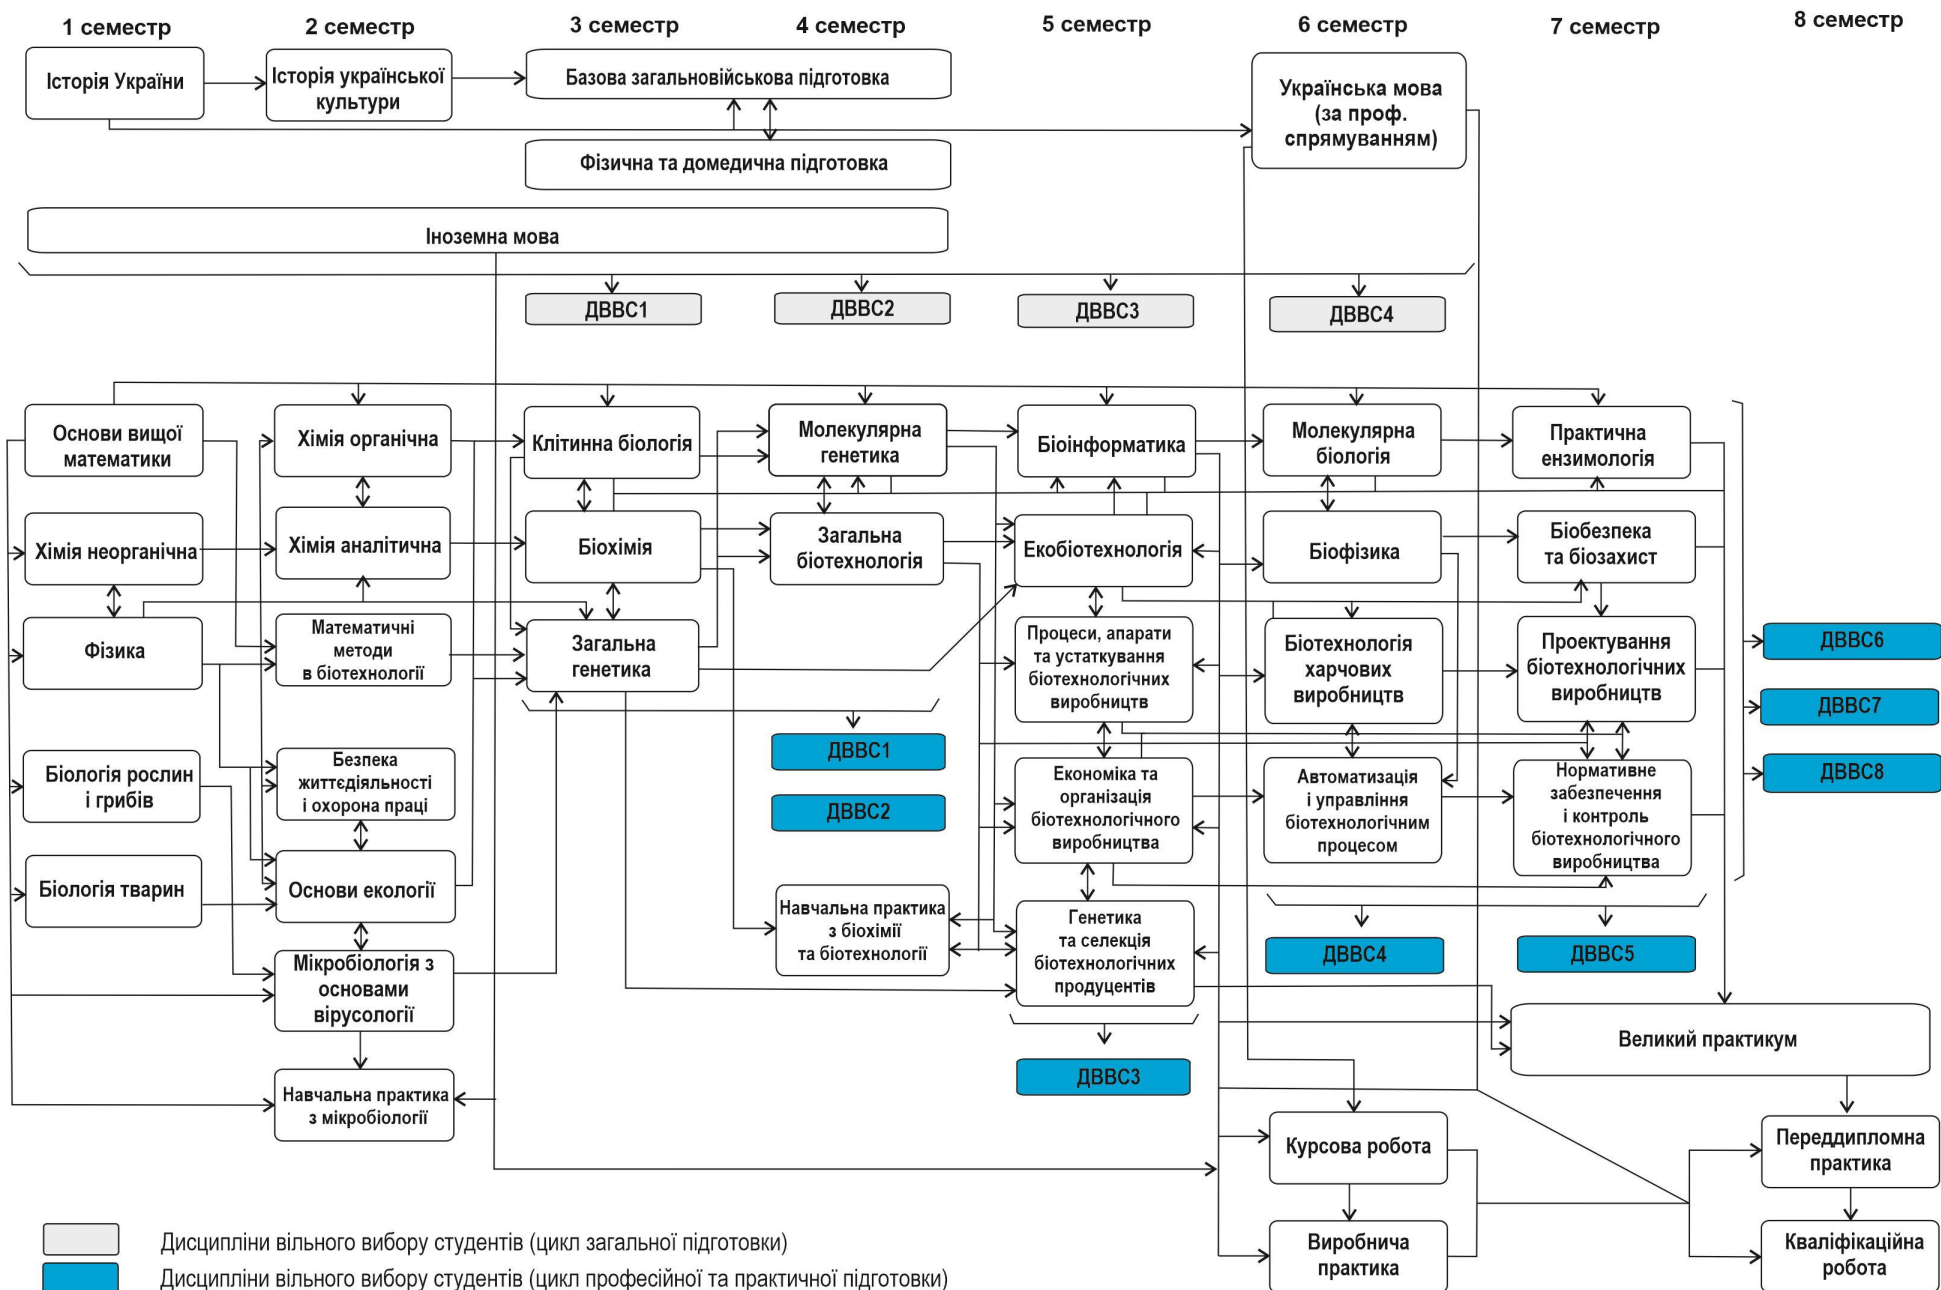 1 семестр
2 семестр
3 семестр
4 семестр
5 семестр
6 семестр
7 семестр
8 семестр
Історія України
Історія української
культури
Базова загальновійськова підготовка
Українська мова
(за проф.
спрямуванням)
Фізична та домедична підготовка
Іноземна мова
ДВВС1
ДВВС2
ДВВС3
ДВВС4
Основи вищої
математики
Хімія органічна
Клітинна біологія
Молекулярна
генетика
Біоінформатика
Молекулярна
біологія
Практична
ензимологія
Хімія неорганічна
Хімія аналітична
Біохімія
Загальна
біотехнологія
Екобіотехнологія
Біофізика
Біобезпека
та біозахист
Фізика
Математичні
методи
в біотехнології
Загальна
генетика
Процеси, апарати
та устаткування
біотехнологічних
виробництв
Біотехнологія
харчових
виробництв
Проектування
біотехнологічних
виробництв
ДВВС6
ДВВС7
ДВВС8
Біологія рослин
і грибів
Безпека
життєдіяльності
і охорона праці
ДВВС1
ДВВС2
Економіка та
організація
біотехнологічного
виробництва
Автоматизація
і управління
біотехнологічним
процесом
Нормативне
забезпечення
і контроль
біотехнологічного
виробництва
Біологія тварин
Основи екології
Навчальна практика
з біохімії
та біотехнології
Генетика
та селекція
біотехнологічних
продуцентів
ДВВС4
ДВВС5
Мікробіологія з
основами
вірусології
ДВВС3
Великий практикум
Навчальна практика
з мікробіології
Курсова робота
Переддипломна
практика
Виробнича
практика
Кваліфікаційна
робота
Дисципліни вільного вибору студентів (цикл загальної підготовки)
Дисципліни вільного вибору студентів (цикл професійної та практичної підготовки)